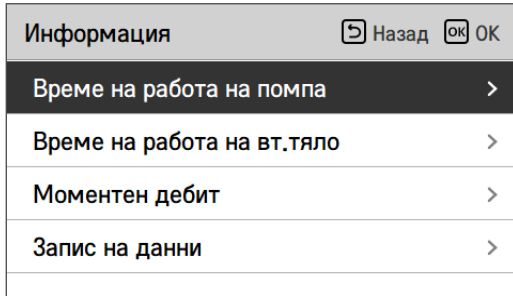 Информация Назад OK OK
Време на работа на помпа
Време на работа на вт.тяло
Моментен дебит
Запис на данни